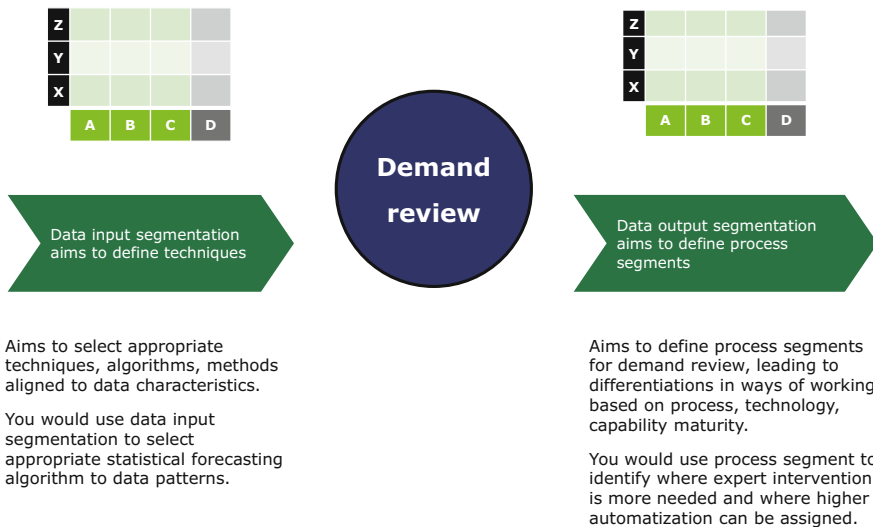 Z
Y
X
A B C D
Data input segmentation
aims to define techniques
Aims to select appropriate
techniques, algorithms, methods
aligned to data characteristics.
You would use data input
segmentation to select
appropriate statistical forecasting
algorithm to data patterns.
Demand
review
Z
Y
X
A B C D
Data output segmentation
aims to define process
segments
Aims to define process segments
for demand review, leading to
differentiations in ways of working
based on process, technology,
capability maturity.
You would use process segment to
identify where expert intervention
is more needed and where higher
automatization can be assigned.